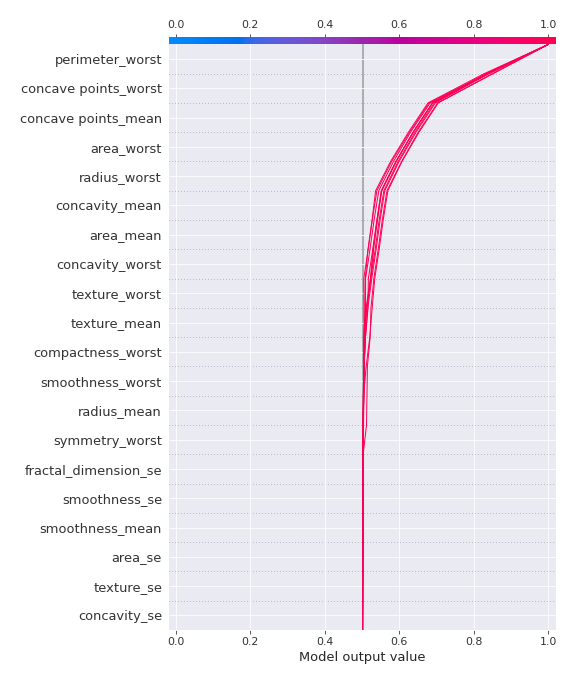 0.0 0.2 0.4 0.6 0.8 1.0
perimeter_worst
concave points_worst
concave points_mean
area_worst
radius_worst
concavity_mean
area_mean
concavity_worst
texture_worst
texture_mean
compactness_worst
smoothness_worst
radius_mean
symmetry_worst
fractal_dimension_se
smoothness_se
smoothness_mean
area_se
texture_se
concavity_se
0.0 0.2 0.4 0.6 0.8 1.0
Model output value